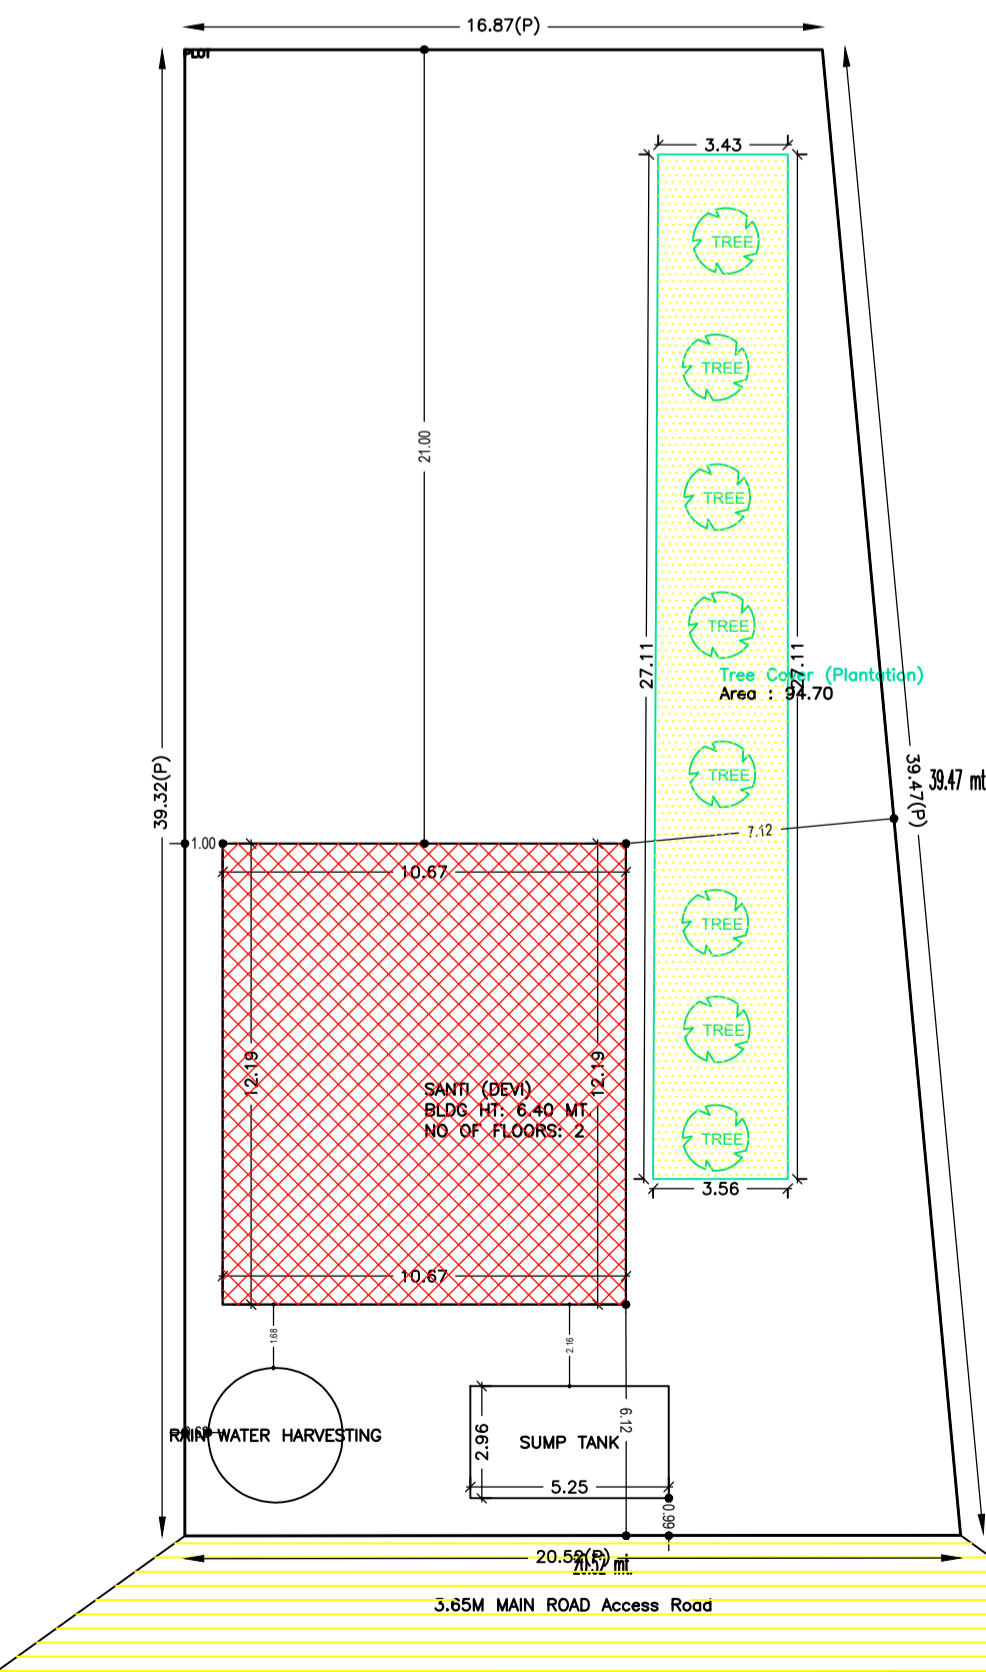 16.87(P)
PLOT
3.43
TREE
TREE
21.00
TREE
TREE
27.11
27.11
Tree Cover (Plantation)
Area : 94.70
TREE
39.32(P)
39.47(P)
39.47 mt
1.00
7.12
10.67
TREE
TREE
12.19
12.19
SANTI (DEVI)
BLDG HT: 6.40 MT
NO OF FLOORS: 2
TREE
3.56
10.67
1.68
2.16
6.12
RAIN WATER HARVESTING
2.96
SUMP TANK
5.25
0.99
20.52(P)
20.52 mt.
3.65M MAIN ROAD Access Road